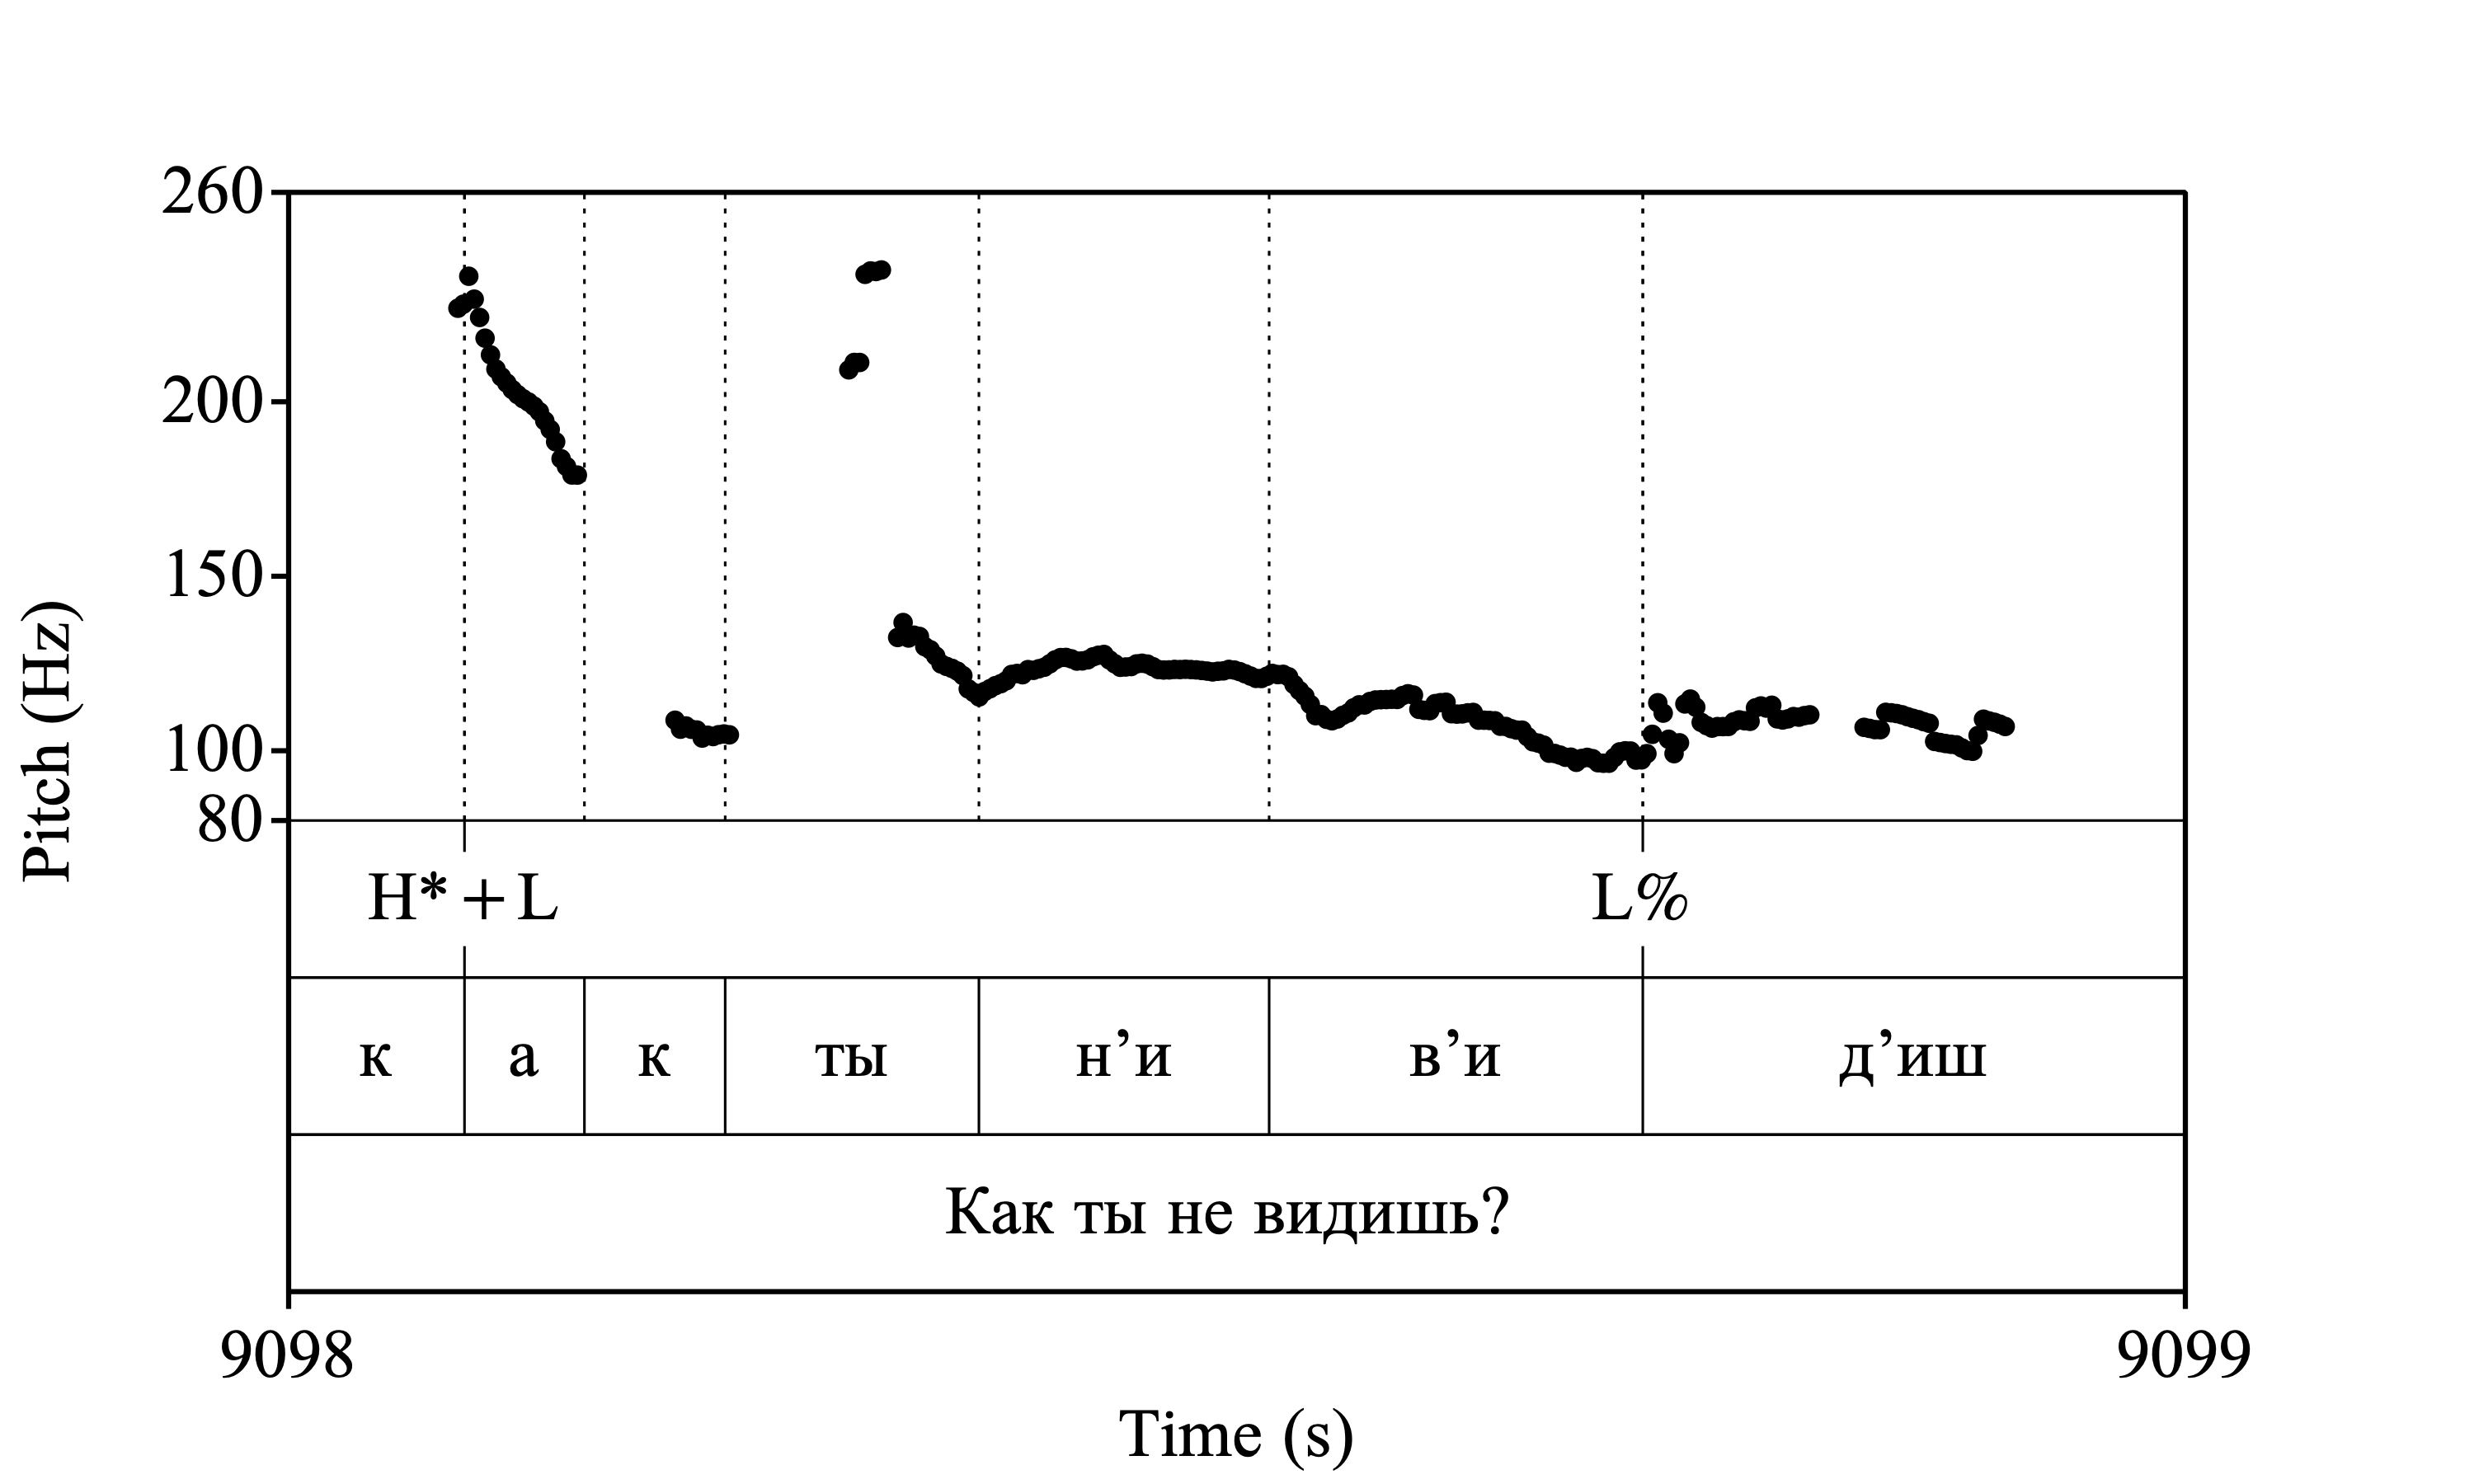 260
200
150
100
80
Pitch (Hz)
H* + L L%
к а к ты н’и в’и д’иш
Как ты не видишь?
9098 9099
Time (s)